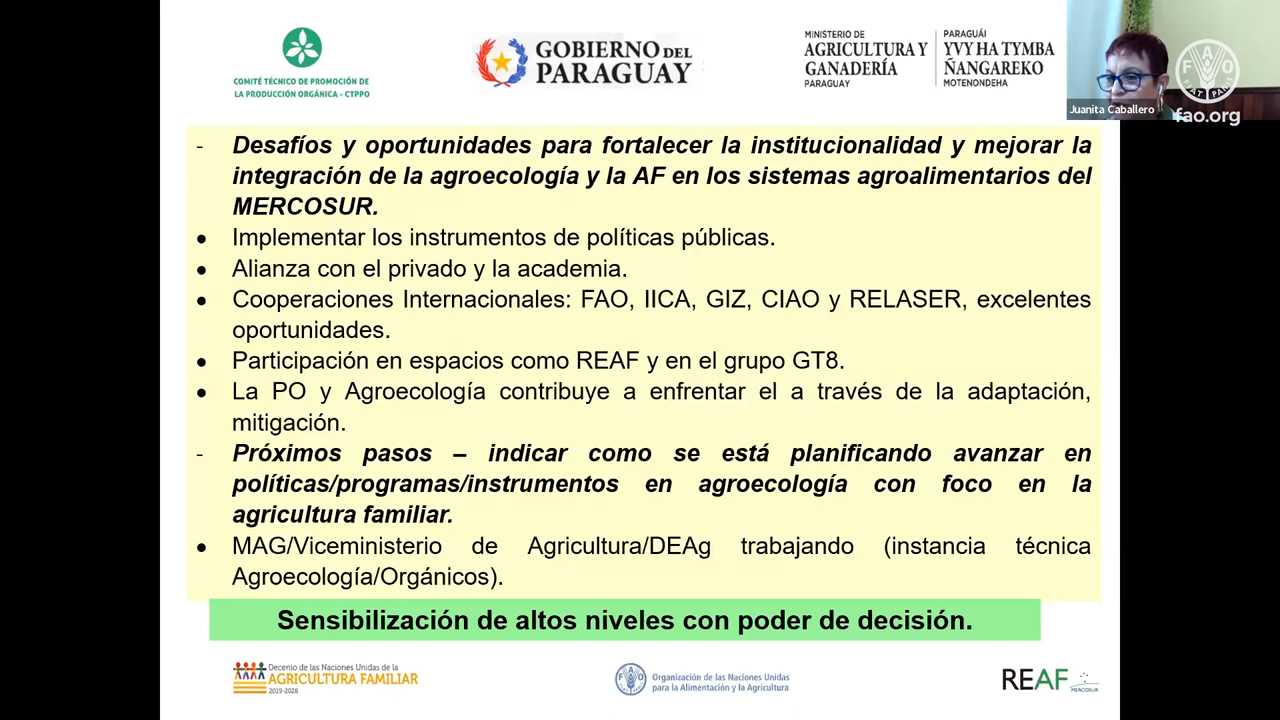 COMITÉ TÉCNICO DE PROMOCIÓN DE
LA PRODUCCIÓN ORGÁNICA - CTPPO
GOBIERNO DEL
PARAGUAY
MINISTERIO DE
AGRICULTURA Y
GANADERÍA
PARAGUAY
PARAGUÁI
YVY HA TYMBA
ÑANGAREKO
MOTENONDEHA
Juanita Caballero
fao.org
- Desafíos y oportunidades para fortalecer la institucionalidad y mejorar la
integración de la agroecología y la AF en los sistemas agroalimentarios del
MERCOSUR.
• Implementar los instrumentos de políticas públicas.
• Alianza con el privado y la academia.
• Cooperaciones Internacionales: FAO, IICA, GIZ, CIAO y RELASER, excelentes
oportunidades.
• Participación en espacios como REAF y en el grupo GT8.
• La PO y Agroecología contribuye a enfrentar el a través de la adaptación,
mitigación.
- Próximos pasos – indicar como se está planificando avanzar en
políticas/programas/instrumentos en agroecología con foco en la
agricultura familiar.
• MAG/Viceministerio de Agricultura/DEAg trabajando (instancia técnica
Agroecología/Orgánicos).
Sensibilización de altos niveles con poder de decisión.
Decenio de las Naciones Unidas de la
AGRICULTURA FAMILIAR
2019-2028
Organización de las Naciones Unidas
para la Alimentación y la Agricultura
REAF
MERCOSUR